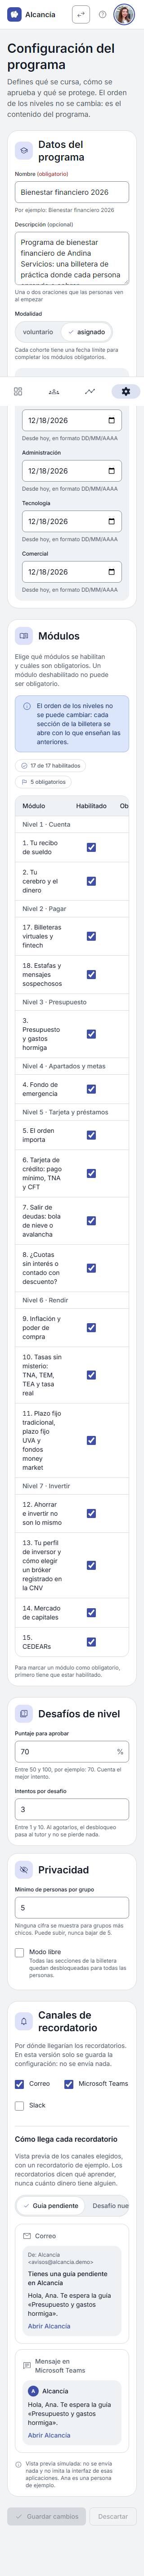 Alcancía
Configuración del
programa
Defines qué se cursa, cómo se
prueba y qué se protege. El orden
de los niveles no se cambia: es el
contenido del programa.
Datos del
programa
Nombre (obligatorio)
Bienestar financiero 2026
Por ejemplo: Bienestar financiero 2026
Descripción (opcional)
Programa de bienestar
financiero de Andina
Servicios: una billetera de
práctica donde cada persona
Una o dos oraciones que las personas ven
al empezar
Modalidad
voluntario
asignado
Cada cohorte tiene una fecha límite para
completar los módulos obligatorios.
12/18/2026
Desde hoy, en formato DD/MM/AAAA
Administración
12/18/2026
Desde hoy, en formato DD/MM/AAAA
Tecnología
12/18/2026
Desde hoy, en formato DD/MM/AAAA
Comercial
12/18/2026
Desde hoy, en formato DD/MM/AAAA
Módulos
Elige qué módulos se habilitan
y cuáles son obligatorios. Un
módulo deshabilitado no puede
ser obligatorio.
El orden de los niveles no
se puede cambiar: cada
sección de la billetera se
abre con lo que enseñan las
anteriores.
17 de 17 habilitados
5 obligatorios
Módulo Habilitado Ob
Nivel 1 · Cuenta
1. Tu recibo
de sueldo
2. Tu
cerebro y el
dinero
Nivel 2 · Pagar
17. Billeteras
virtuales y
fintech
18. Estafas y
mensajes
sospechosos
Nivel 3 · Presupuesto
3.
Presupuesto
y gastos
hormiga
Nivel 4 · Apartados y metas
4. Fondo de
emergencia
Nivel 5 · Tarjeta y préstamos
5. El orden
importa
6. Tarjeta de
crédito: pago
mínimo, TNA
y CFT
7. Salir de
deudas: bola
de nieve o
avalancha
8. ¿Cuotas
sin interés o
contado con
descuento?
Nivel 6 · Rendir
9. Inflación y
poder de
compra
10. Tasas sin
misterio:
TNA, TEM,
TEA y tasa
real
11. Plazo fijo
tradicional,
plazo fijo
UVA y
fondos
money
market
Nivel 7 · Invertir
12. Ahorrar
e invertir no
son lo mismo
13. Tu perfil
de inversor y
cómo elegir
un bróker
registrado en
la CNV
14. Mercado
de capitales
15.
CEDEARs
Para marcar un módulo como obligatorio,
primero tiene que estar habilitado.
Desafíos de nivel
Puntaje para aprobar
70 %
Entre 50 y 100, por ejemplo: 70. Cuenta el
mejor intento.
Intentos por desafío
3
Entre 1 y 10. Al agotarlos, el desbloqueo
pasa al tutor y no se pierde nada.
Privacidad
Mínimo de personas por grupo
5
Ninguna cifra se muestra para grupos más
chicos. Puede subir, nunca bajar de 5.
Modo libre
Todas las secciones de la billetera
quedan desbloqueadas para todas las
personas.
Canales de
recordatorio
Por dónde llegarían los recordatorios.
En esta versión solo se guarda la
configuración: no se envía nada.
Correo
Microsoft Teams
Slack
Cómo llega cada recordatorio
Vista previa de los canales elegidos,
con un recordatorio de ejemplo. Los
recordatorios dicen qué aprender,
nunca cuánto dinero tiene alguien.
Guía pendiente
Desafío nue
Correo
De: Alcancía
<avisos@alcancia.demo>
Tienes una guía pendiente
en Alcancía
Hola, Ana. Te espera la guía
«Presupuesto y gastos
hormiga».
Abrir Alcancía
Mensaje en
Microsoft Teams
A
Alcancía
Hola, Ana. Te espera la guía
«Presupuesto y gastos
hormiga».
Abrir Alcancía
Vista previa simulada: no se envía
nada y no imita la interfaz de esas
aplicaciones. Ana es una persona
de ejemplo.
Guardar cambios
Descartar